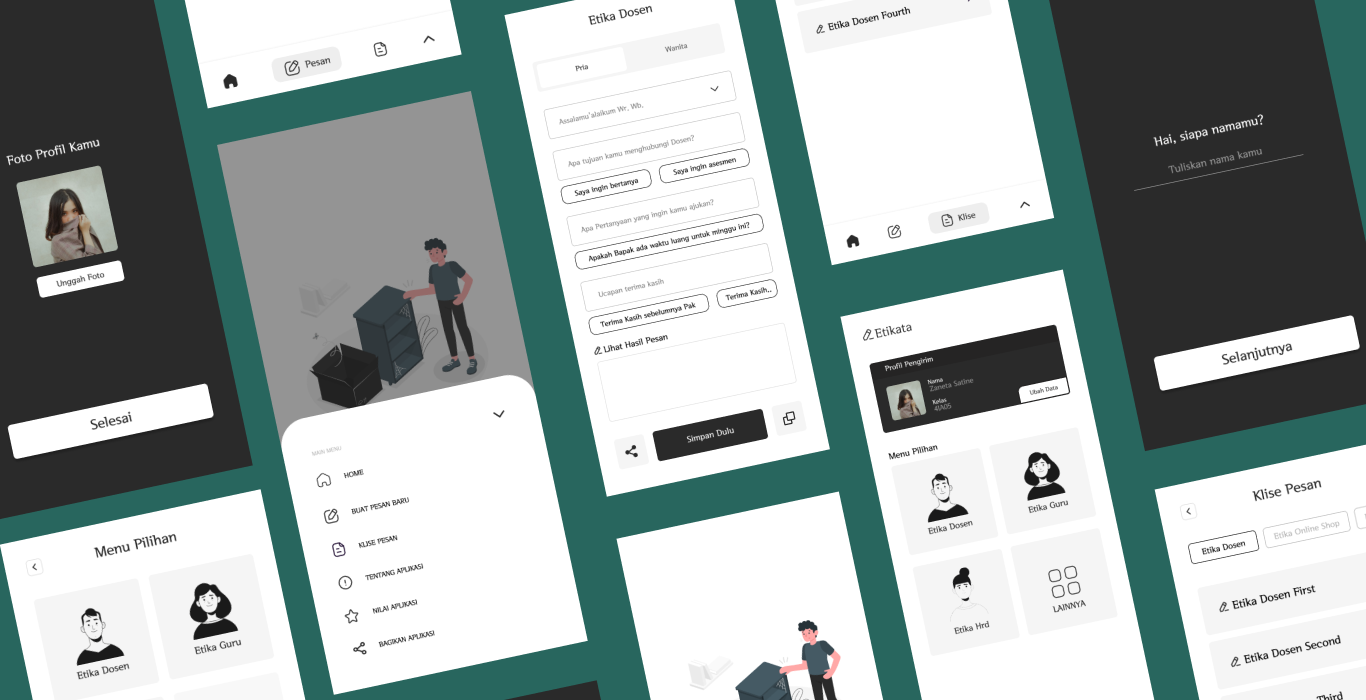 Foto Profil Kamu
Unggah Foto
Selesai
Menu Pilihan
Etika Dosen
Etika Guru
Pesan
MAIN MENU
HOME
BUAT PESAN BARU
KLISE PESAN
TENTANG APLIKASI
NILAI APLIKASI
BAGIKAN APLIKASI
Etika Dosen
Pria
Wanita
Assalamu'alaikum Wr. Wb.
Apa tujuan kamu menghubungi Dosen?
Saya ingin bertanya
Saya ingin asesmen
Apa Pertanyaan yang ingin kamu ajukan?
Apakah Bapak ada waktu luang untuk minggu ini?
Ucapan terima kasih
Terima Kasih sebelumnya Pak
Terima Kasih..
Lihat Hasil Pesan
Simpan Dulu
Etika Dosen Fourth
Klise
Etikata
Profil Pengirim
Nama
Zaneta Satine
Kelas
4IA05
Ubah Data
Menu Pilihan
Etika Dosen
Etika Guru
Etika Hrd
LAINNYA
Hai, siapa namamu?
Tuliskan nama kamu
Selanjutnya
Klise Pesan
Etika Dosen
Etika Online Shop
Etika Dosen First
Etika Dosen Second
Third